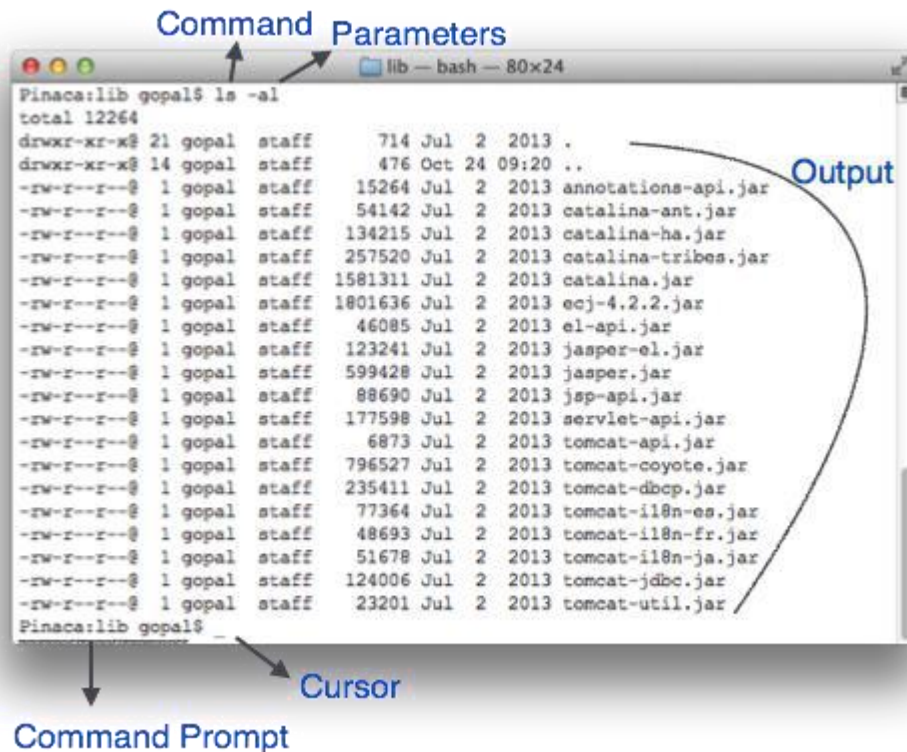 Command Parameters
lib — bash — 80×24
Pinaca:lib gopal$ ls -al
total 12264
drwxr-xr-x@ 21 gopal staff 714 Jul 2 2013 .
drwxr-xr-x@ 14 gopal staff 476 Oct 24 09:20 ..
Output
-rw-r--r--@ 1 gopal staff 15264 Jul 2 2013 annotations-api.jar
-rw-r--r--@ 1 gopal staff 54142 Jul 2 2013 catalina-ant.jar
-rw-r--r--@ 1 gopal staff 134215 Jul 2 2013 catalina-ha.jar
-rw-r--r--@ 1 gopal staff 257520 Jul 2 2013 catalina-tribes.jar
-rw-r--r--@ 1 gopal staff 1581311 Jul 2 2013 catalina.jar
-rw-r--r--@ 1 gopal staff 1801636 Jul 2 2013 ecj-4.2.2.jar
-rw-r--r--@ 1 gopal staff 46085 Jul 2 2013 el-api.jar
-rw-r--r--@ 1 gopal staff 123241 Jul 2 2013 jasper-el.jar
-rw-r--r--@ 1 gopal staff 599428 Jul 2 2013 jasper.jar
-rw-r--r--@ 1 gopal staff 88690 Jul 2 2013 jsp-api.jar
-rw-r--r--@ 1 gopal staff 177598 Jul 2 2013 servlet-api.jar
-rw-r--r--@ 1 gopal staff 6873 Jul 2 2013 tomcat-api.jar
-rw-r--r--@ 1 gopal staff 796527 Jul 2 2013 tomcat-coyote.jar
-rw-r--r--@ 1 gopal staff 235411 Jul 2 2013 tomcat-dbcp.jar
-rw-r--r--@ 1 gopal staff 77364 Jul 2 2013 tomcat-i18n-es.jar
-rw-r--r--@ 1 gopal staff 48693 Jul 2 2013 tomcat-i18n-fr.jar
-rw-r--r--@ 1 gopal staff 51678 Jul 2 2013 tomcat-i18n-ja.jar
-rw-r--r--@ 1 gopal staff 124006 Jul 2 2013 tomcat-jdbc.jar
-rw-r--r--@ 1 gopal staff 23201 Jul 2 2013 tomcat-util.jar
Pinaca:lib gopal$ _
Cursor
Command Prompt